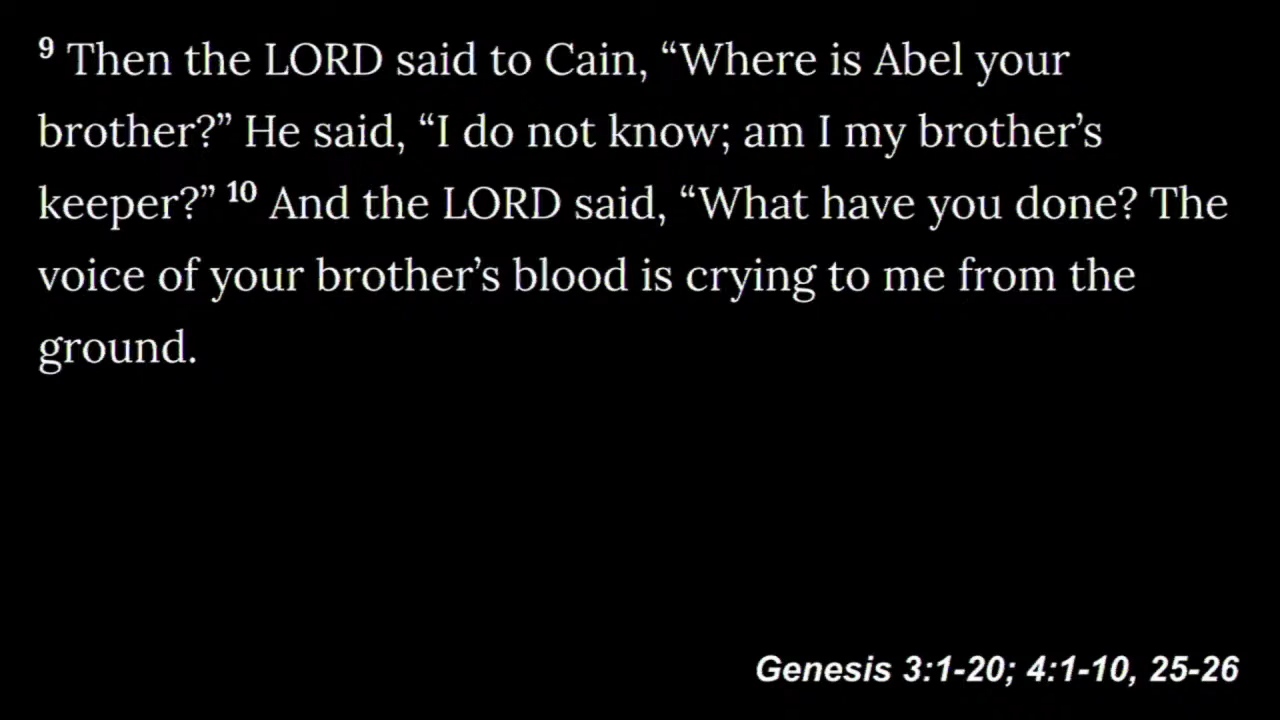 9 Then the LORD said to Cain, “Where is Abel your
brother?” He said, “I do not know; am I my brother’s
keeper?” 10 And the LORD said, “What have you done? The
voice of your brother’s blood is crying to me from the
ground.
Genesis 3:1-20; 4:1-10, 25-26